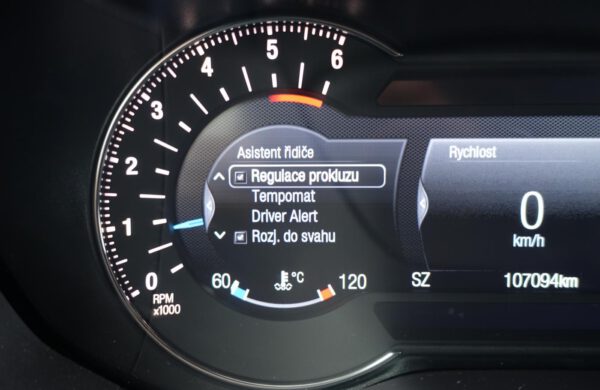 6
5
4
3
2
1
0
RPM
x1000
Asistent řidiče
Regulace prokluzu
Tempomat
Driver Alert
Rozj. do svahu
60 °C 120
Rychlost
0
km/h
SZ 107094km